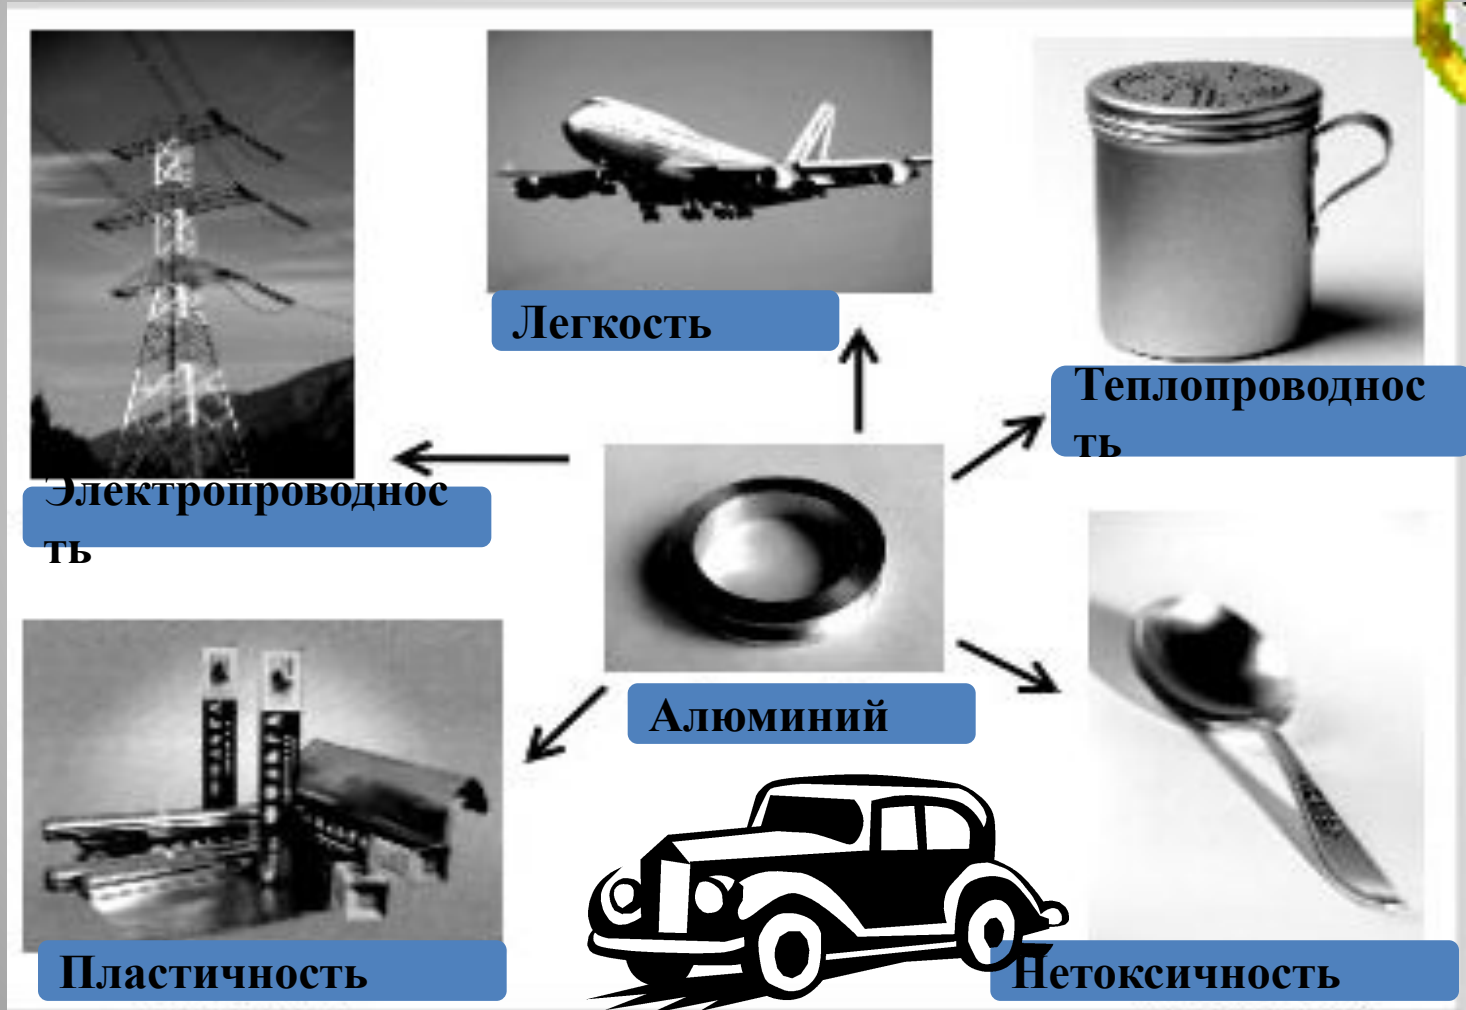 Легкость
Теплопроводнос
ть
Электропроводнос
ть
Алюминий
Пластичность
Нетоксичность